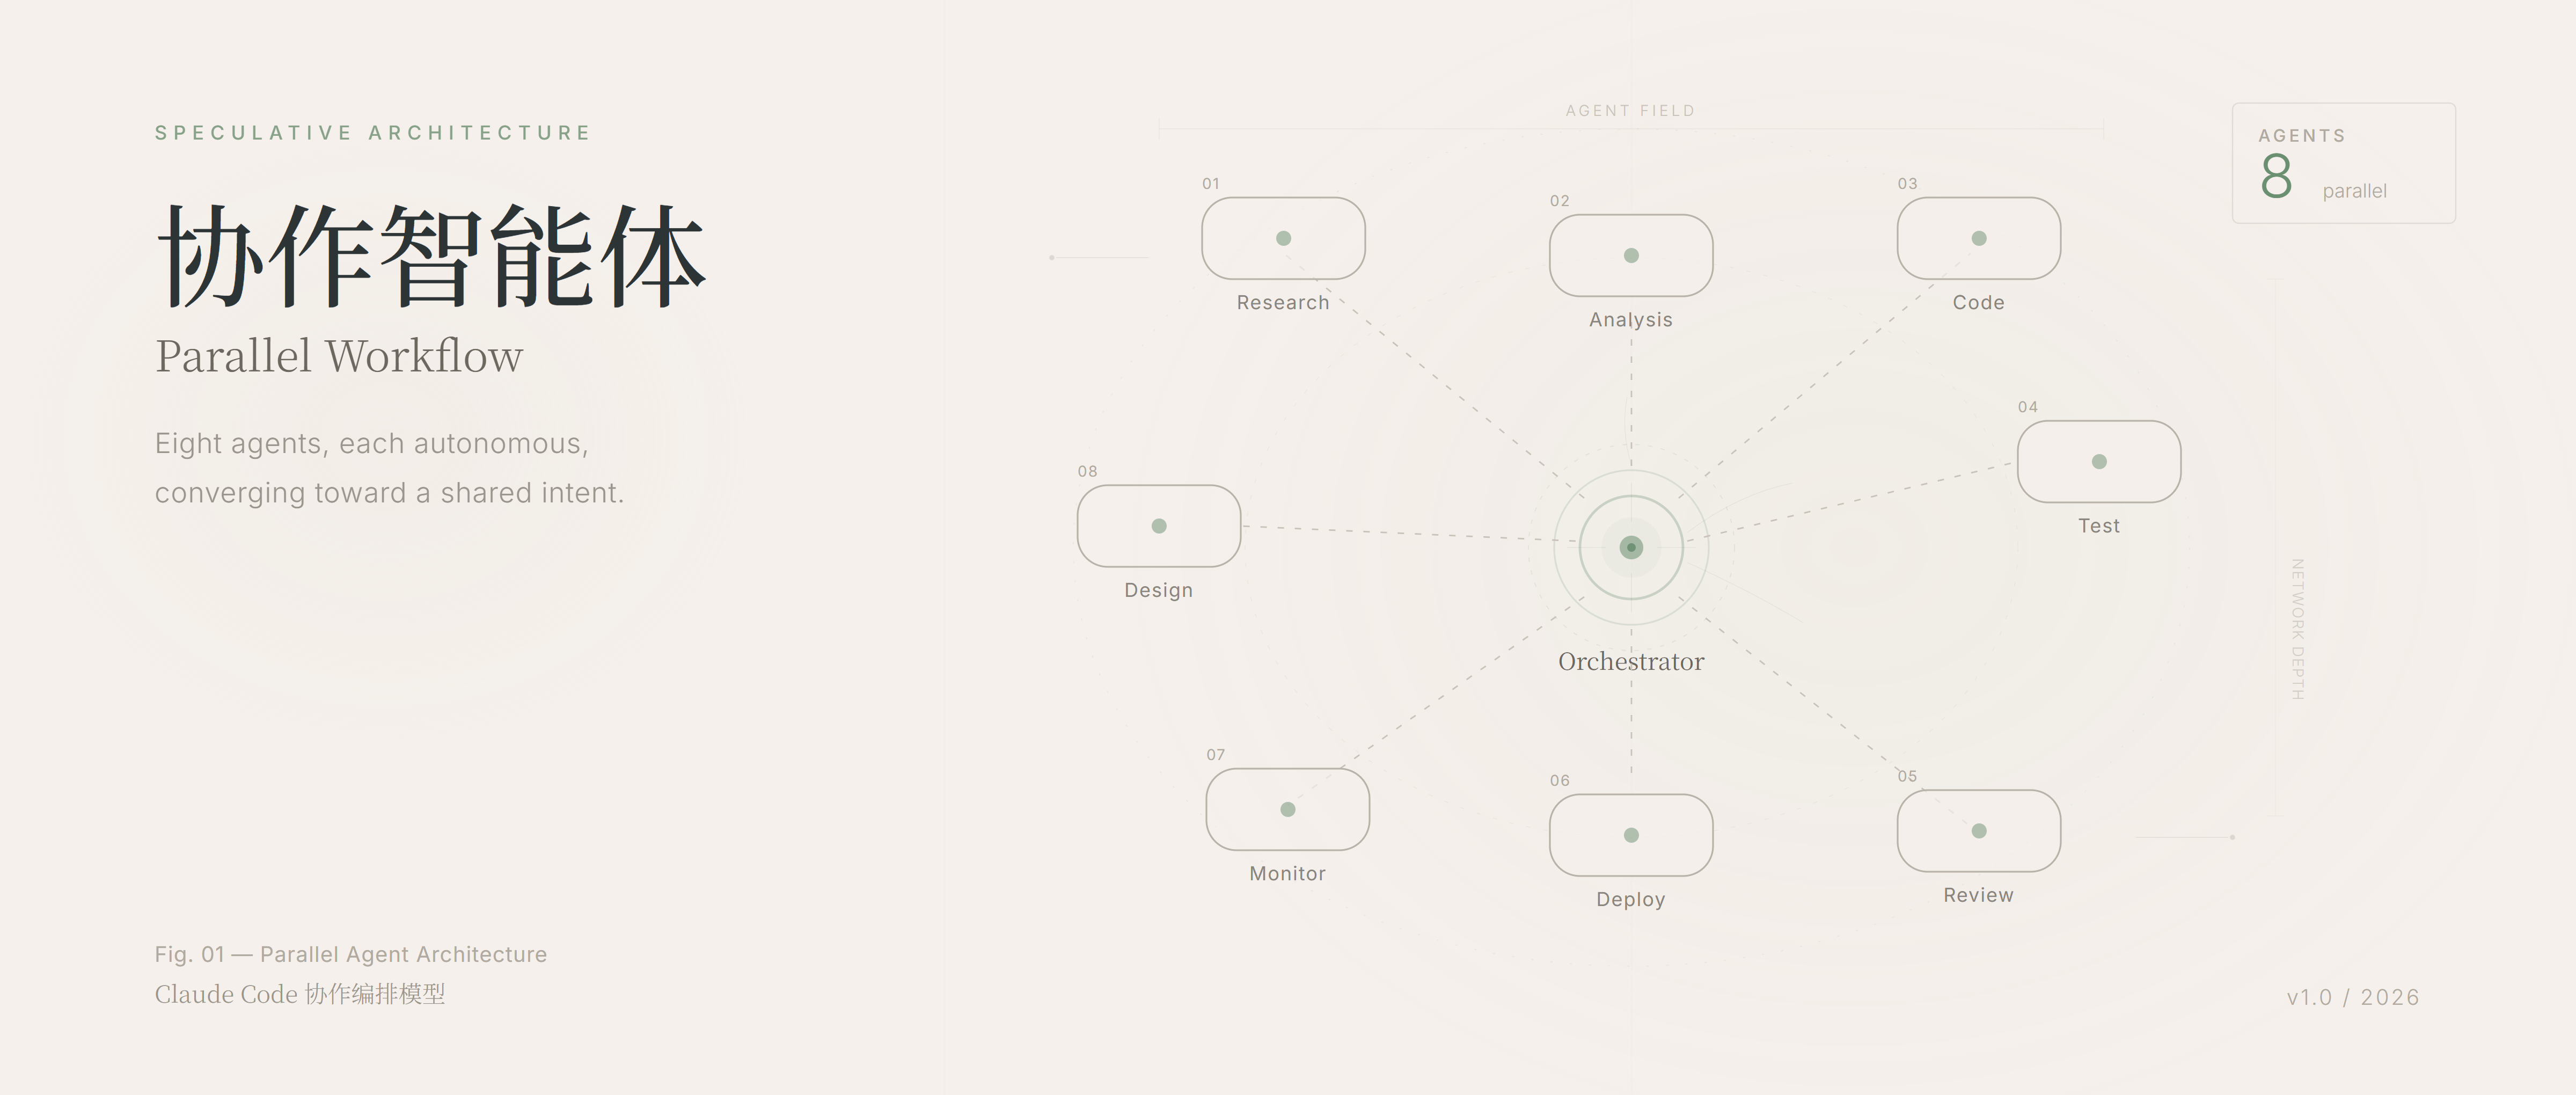 SPECULATIVE ARCHITECTURE
协作智能体
Parallel Workflow
Eight agents, each autonomous,
converging toward a shared intent.
Fig. 01 — Parallel Agent Architecture
Claude Code 协作编排模型
AGENT FIELD
01
Research
02
Analysis
03
Code
04
Test
05
Review
06
Deploy
07
Monitor
08
Design
Orchestrator
AGENTS
8 parallel
NETWORK DEPTH
v1.0 / 2026